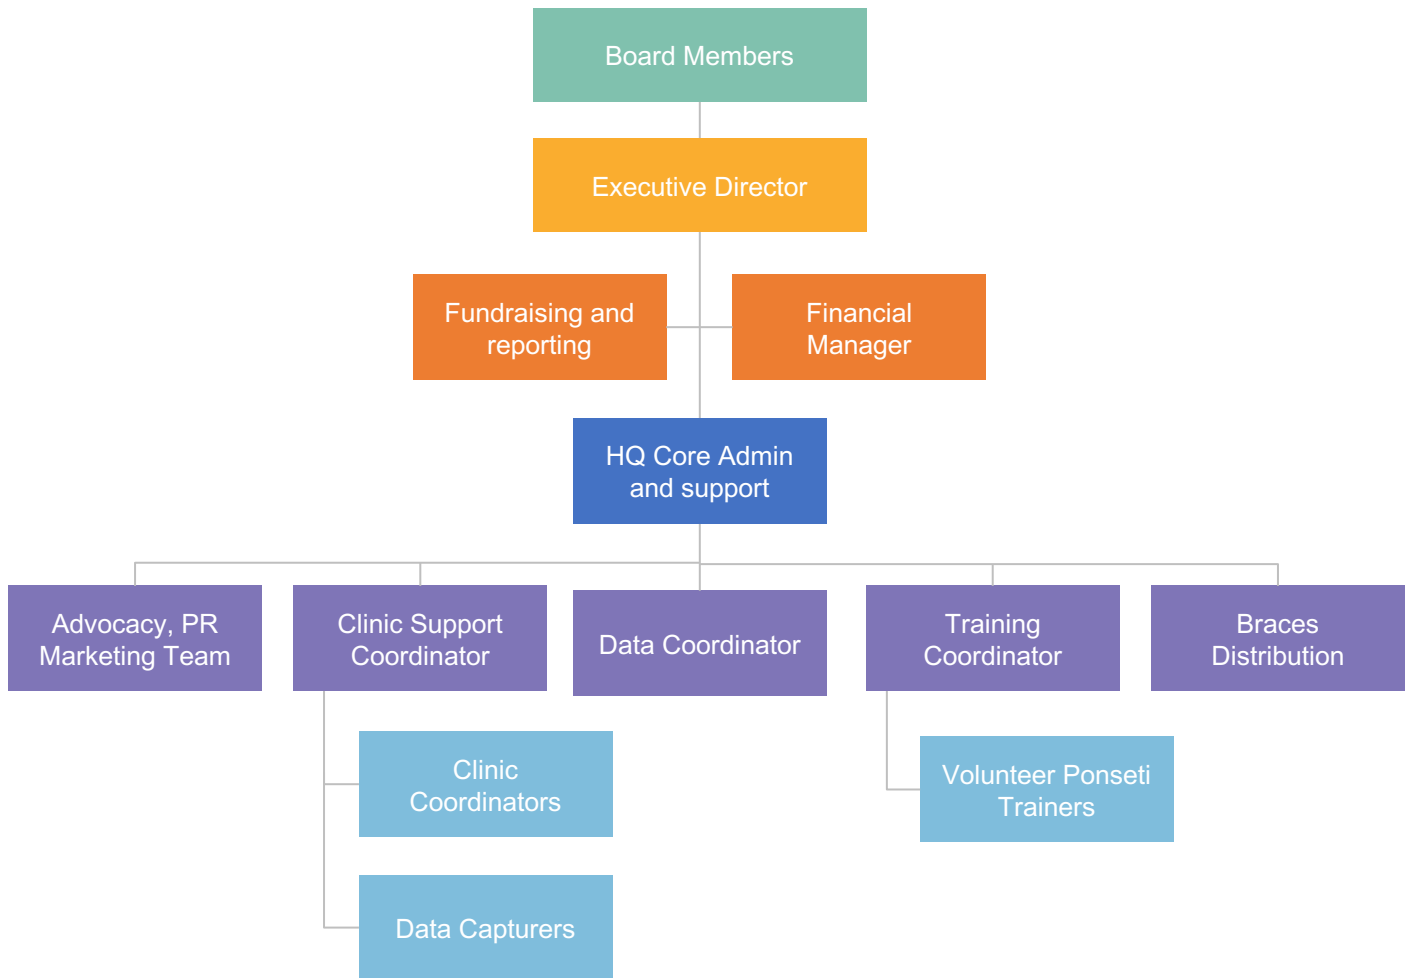 Board Members
Executive Director
Fundraising and
reporting
Financial
Manager
HQ Core Admin
and support
Advocacy, PR
Marketing Team
Clinic Support
Coordinator
Data Coordinator
Training
Coordinator
Braces
Distribution
Clinic
Coordinators
Volunteer Ponseti
Trainers
Data Capturers